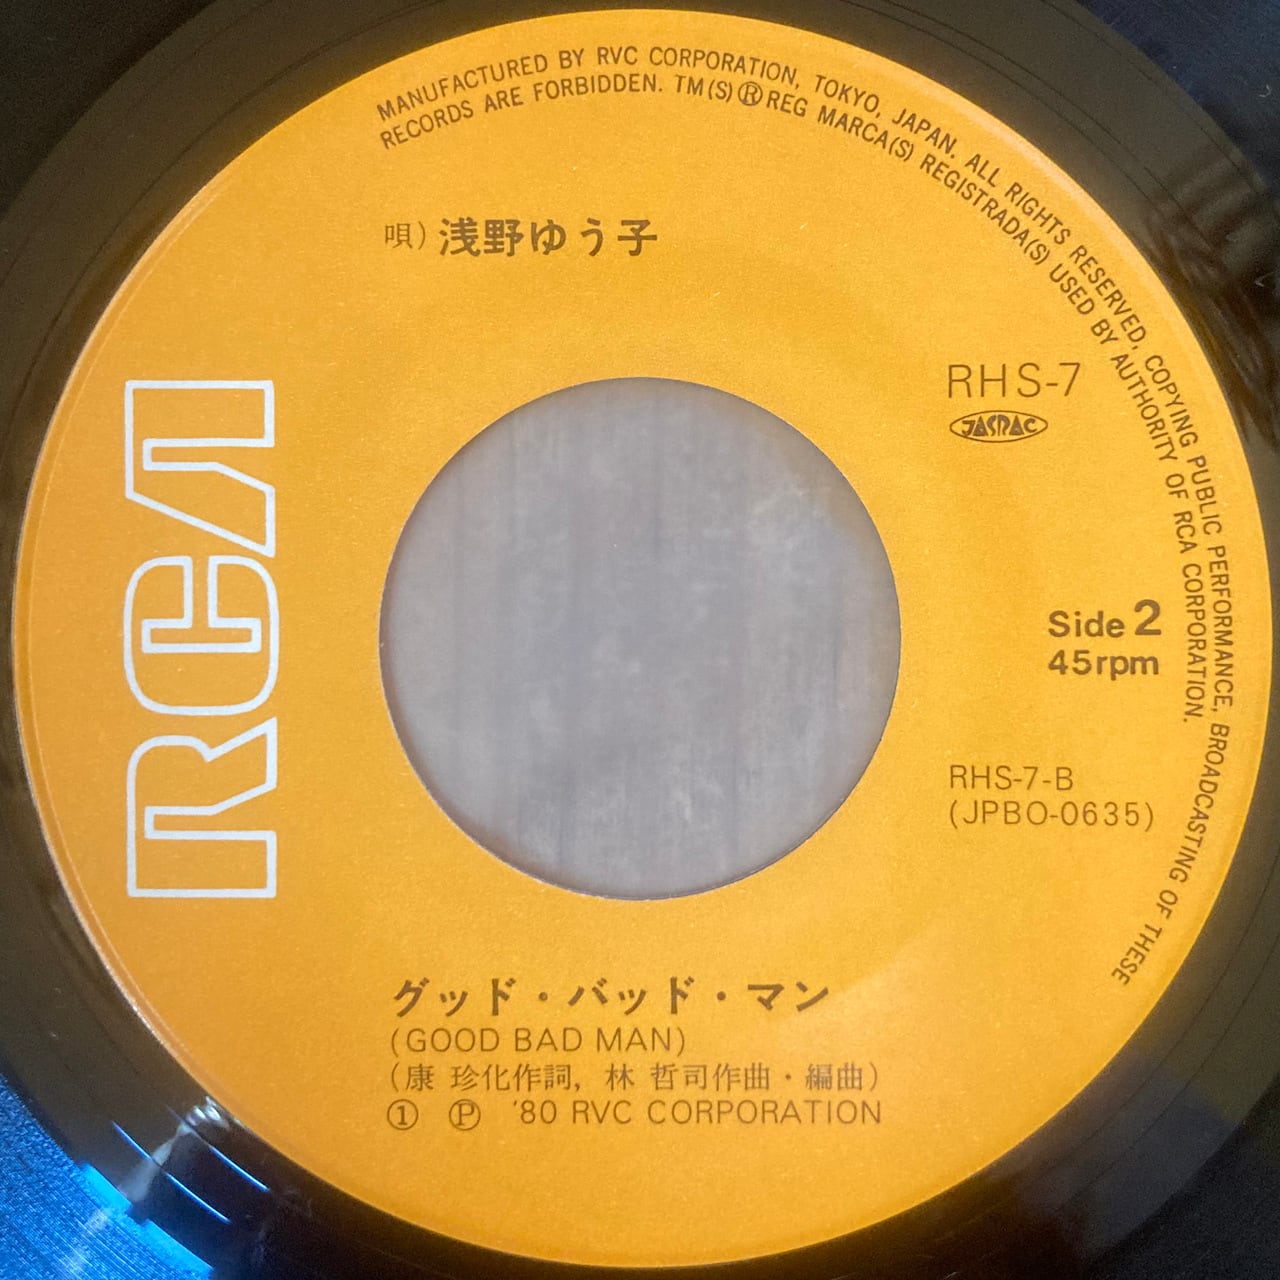 MANUFACTURED BY RVC CORPORATION, TOKYO, JAPAN. ALL RIGHTS RESERVED, COPYING PUBLIC PERFORMANCE, BROADCASTING OF THESE
RECORDS ARE FORBIDDEN. TM(S)®REG MARCA(S) REGISTRADA(S) USED BY AUTHORITY OF RCA CORPORATION.
唄) 浅野ゆう子
RCA
RHS-7
JASRAC
Side 2
45rpm
RHS-7-B
(JPBO-0635)
グッド・バッド・マン
(GOOD BAD MAN)
(康 珍化作詞, 林 哲司作曲・編曲)
① Ⓟ '80 RVC CORPORATION